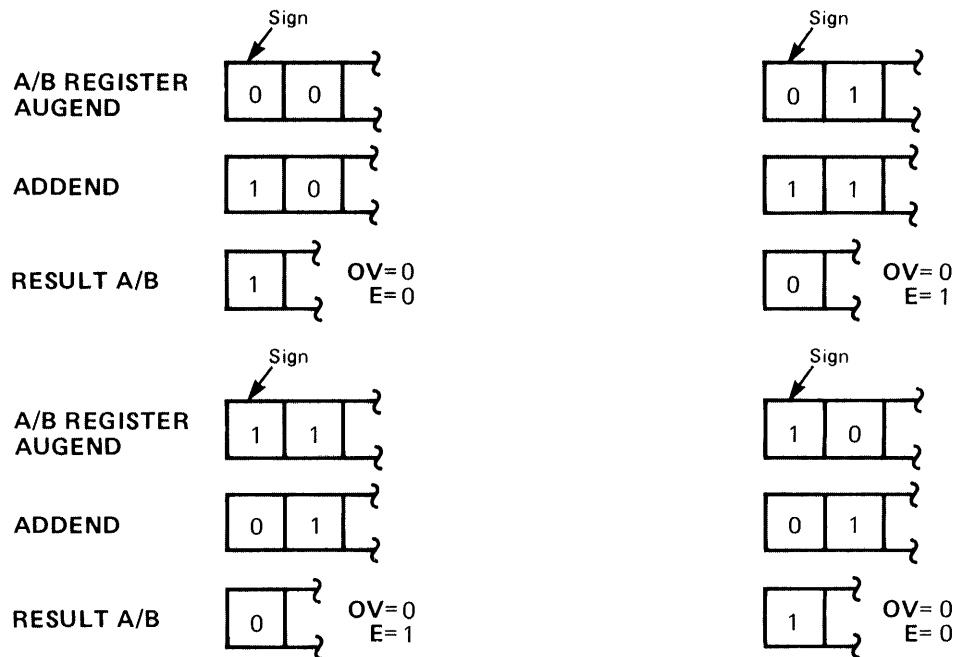 Sign Sign
A/B REGISTER
AUGEND 0 0 0 1
ADDEND 1 0 1 1
RESULT A/B 1 OV=0 0 OV=0
E=0 E=1
Sign Sign
A/B REGISTER
AUGEND 1 1 1 0
ADDEND 0 1 0 1
RESULT A/B 0 OV=0 1 OV=0
E=1 E=0